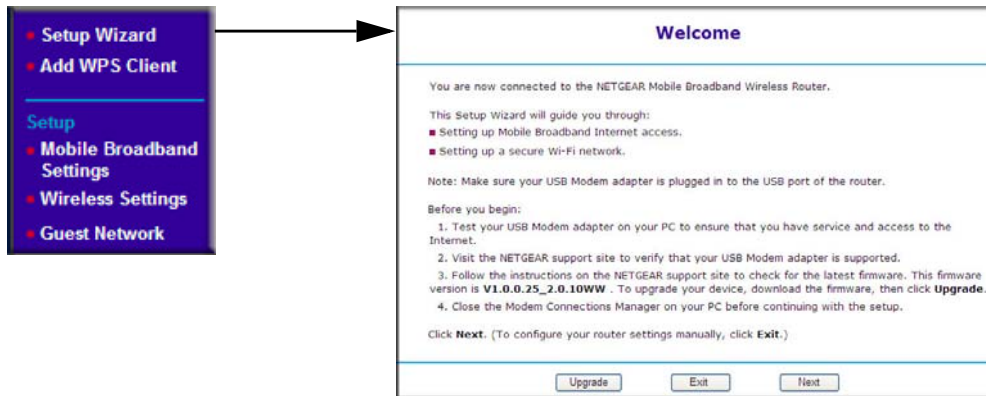 Setup Wizard
Add WPS Client
Setup
Mobile Broadband
Settings
Wireless Settings
Guest Network
Welcome
You are now connected to the NETGEAR Mobile Broadband Wireless Router.
This Setup Wizard will guide you through:
Setting up Mobile Broadband Internet access.
Setting up a secure Wi-Fi network.
Note: Make sure your USB Modem adapter is plugged in to the USB port of the router.
Before you begin:
1. Test your USB Modem adapter on your PC to ensure that you have service and access to the
Internet.
2. Visit the NETGEAR support site to verify that your USB Modem adapter is supported.
3. Follow the instructions on the NETGEAR support site to check for the latest firmware. This firmware
version is V1.0.0.25_2.0.10WW . To upgrade your device, download the firmware, then click Upgrade.
4. Close the Modem Connections Manager on your PC before continuing with the setup.
Click Next. (To configure your router settings manually, click Exit.)
Upgrade Exit Next